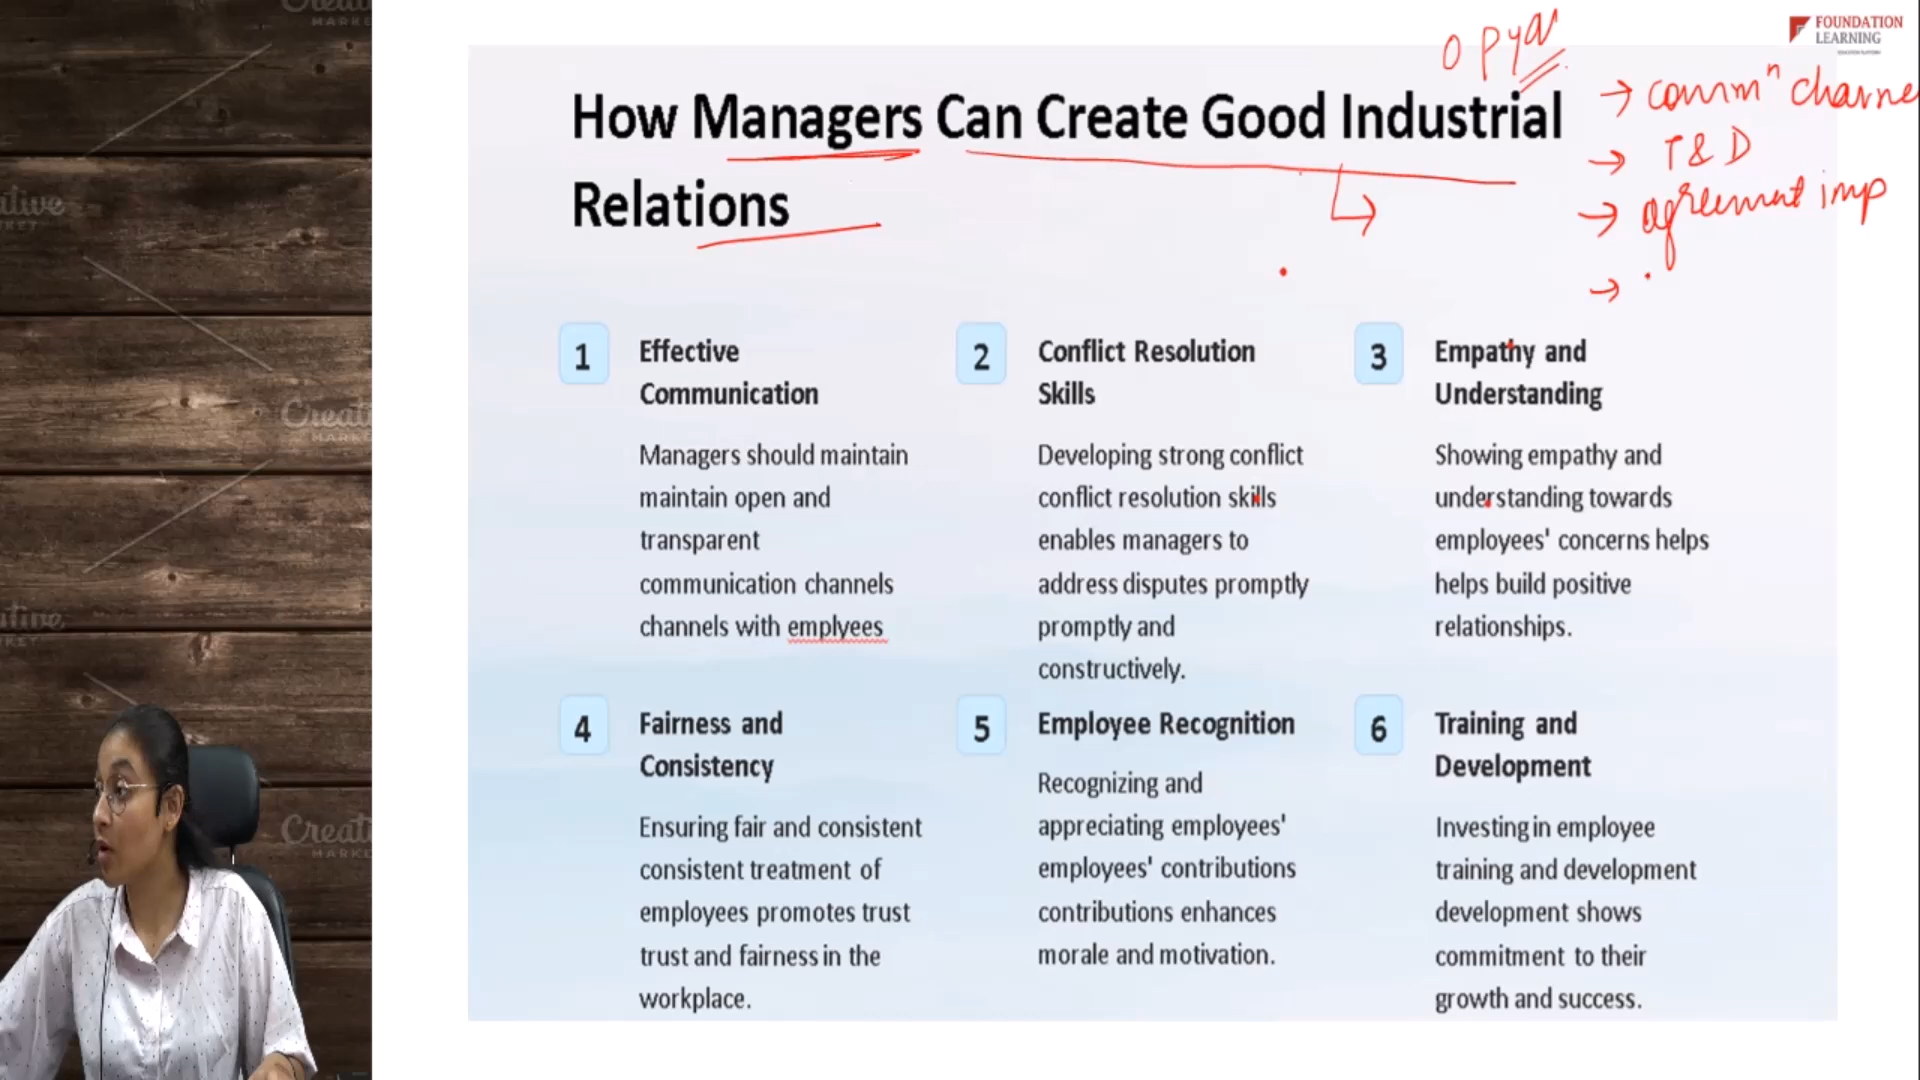 FOUNDATION
LEARNING
How Managers Can Create Good Industrial
Relations
→ commⁿ channe
→ T & D
→ agreement imp
→
1
Effective
Communication
Managers should maintain
maintain open and
transparent
communication channels
channels with emplyees
2
Conflict Resolution
Skills
Developing strong conflict
conflict resolution skills
enables managers to
address disputes promptly
promptly and
constructively.
3
Empathy and
Understanding
Showing empathy and
understanding towards
employees' concerns helps
helps build positive
relationships.
4
Fairness and
Consistency
Ensuring fair and consistent
consistent treatment of
employees promotes trust
trust and fairness in the
workplace.
5
Employee Recognition
Recognizing and
appreciating employees'
employees' contributions
contributions enhances
morale and motivation.
6
Training and
Development
Investing in employee
training and development
development shows
commitment to their
growth and success.
Creative
MARKET